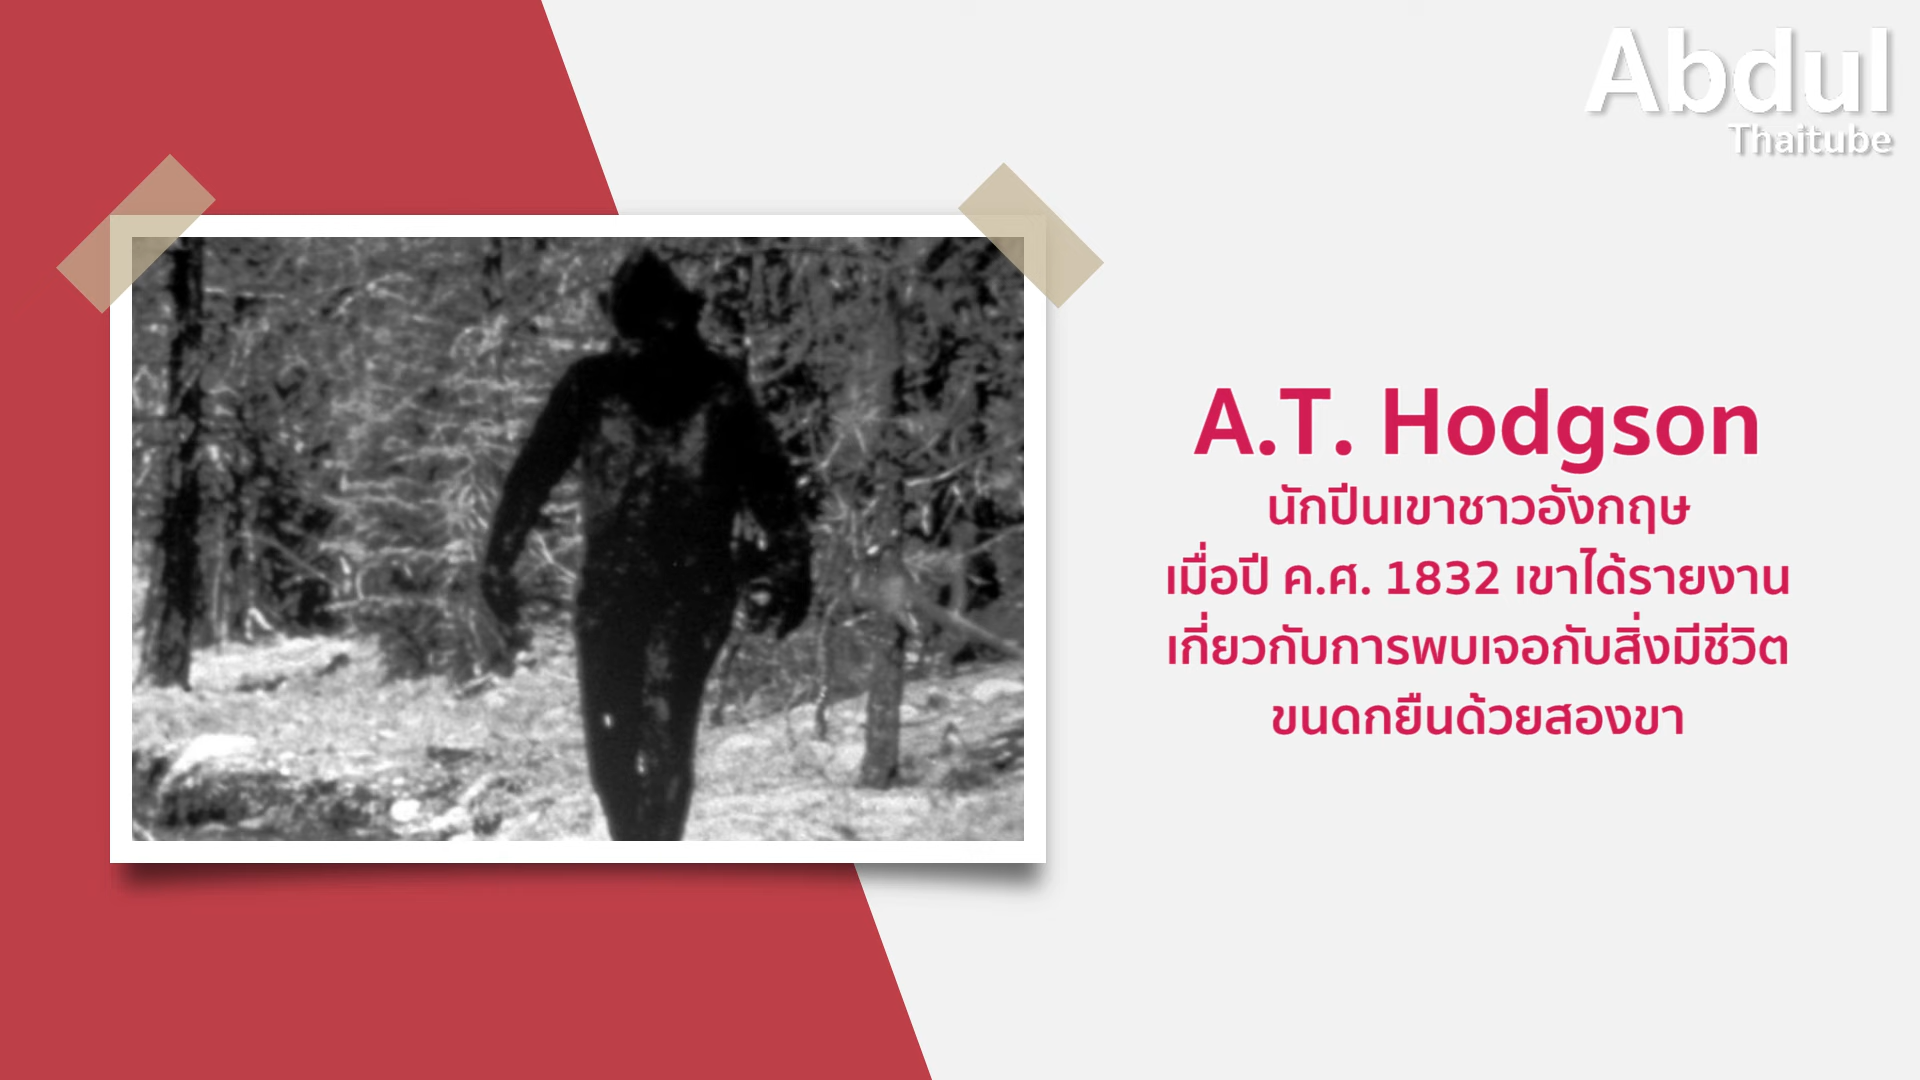 Abdul
Thaitube
A.T. Hodgson
นักปีนเขาชาวอังกฤษ
เมื่อปี ค.ศ. 1832 เขาได้รายงาน
เกี่ยวกับการพบเจอกับสิ่งมีชีวิต
ขนดกยืนด้วยสองขา